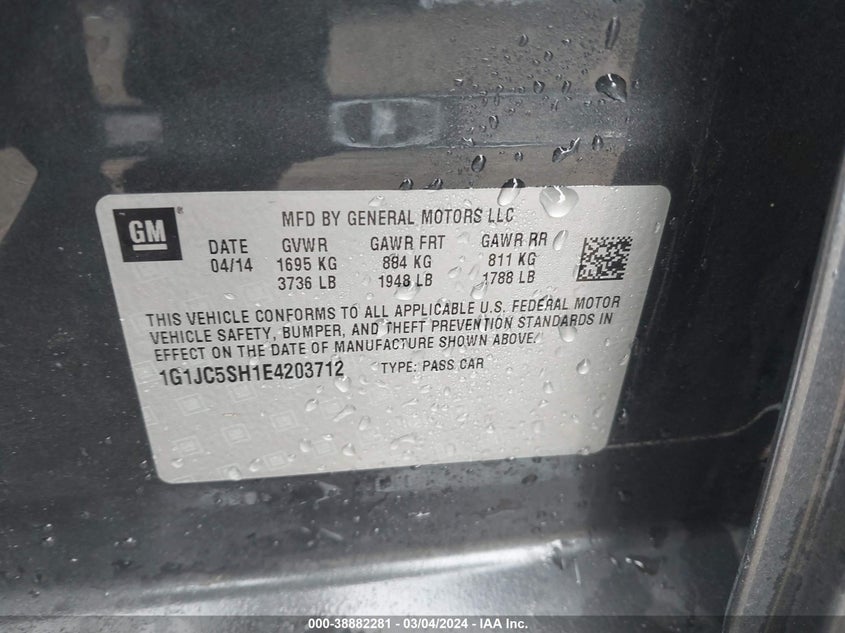 GM ®
MFD BY GENERAL MOTORS LLC
DATE GVWR GAWR FRT GAWR RR
04/14 1695 KG 884 KG 811 KG
3736 LB 1948 LB 1788 LB
THIS VEHICLE CONFORMS TO ALL APPLICABLE U.S. FEDERAL MOTOR
VEHICLE SAFETY, BUMPER, AND THEFT PREVENTION STANDARDS IN
EFFECT ON THE DATE OF MANUFACTURE SHOWN ABOVE.
1G1JC5SH1E4203712 TYPE: PASS CAR
000-38882281 - 03/04/2024 - IAA Inc.